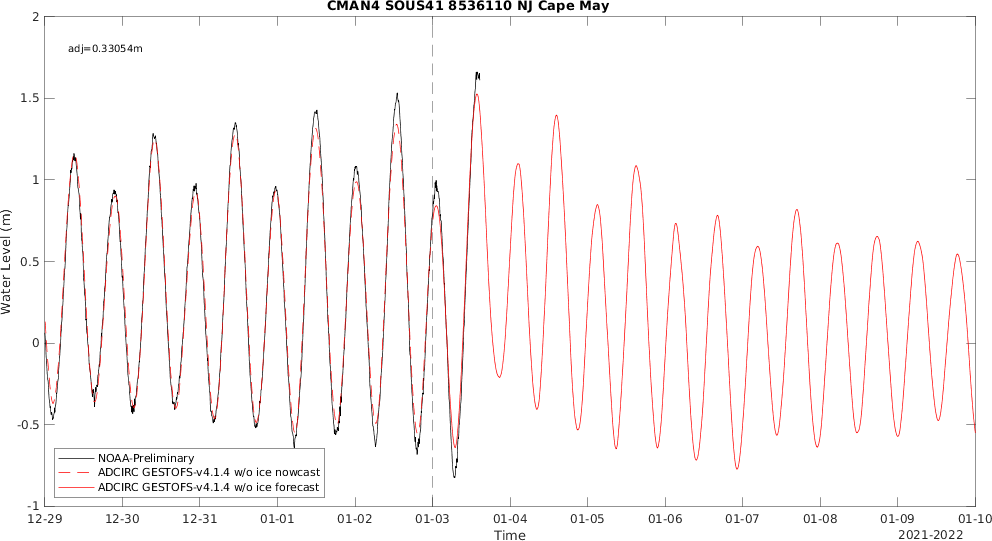 CMAN4 SOUS41 8536110 NJ Cape May
adj=0.33054m
Water Level (m)
2
1.5
1
0.5
0
-0.5
-1
NOAA-Preliminary
ADCIRC GESTOFS-v4.1.4 w/o ice nowcast
ADCIRC GESTOFS-v4.1.4 w/o ice forecast
12-29 12-30 12-31 01-01 01-02 01-03 01-04 01-05 01-06 01-07 01-08 01-09 01-10
Time
2021-2022